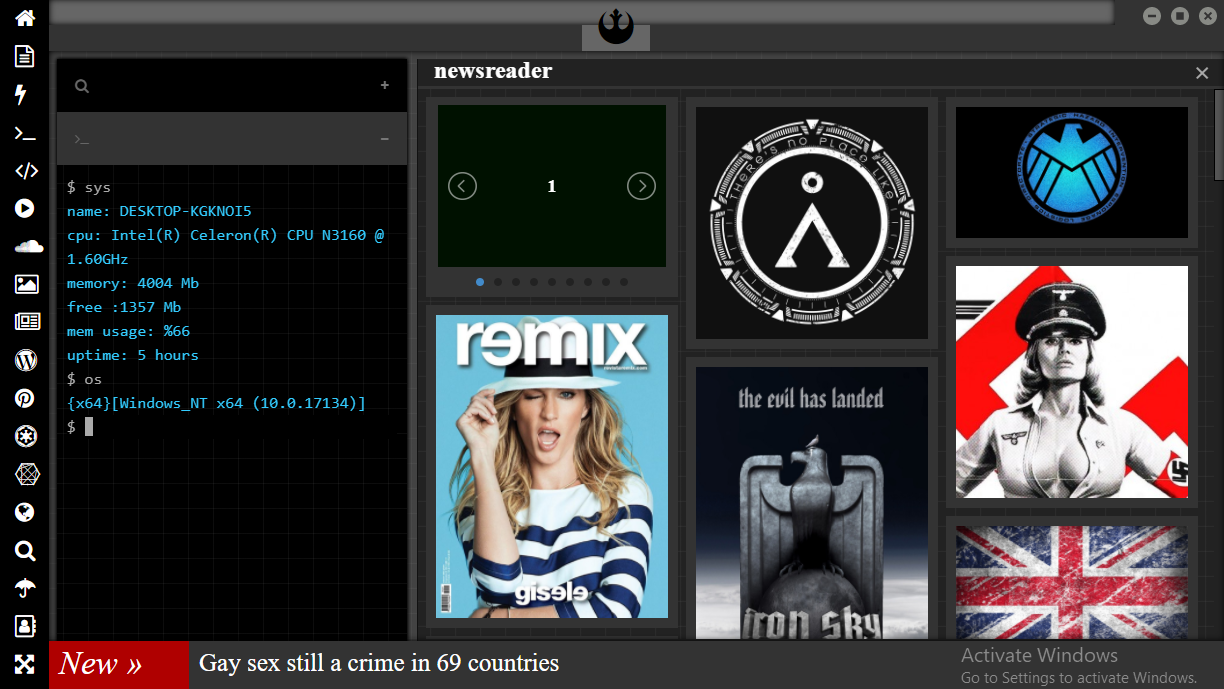 newsreader
$ sys
name: DESKTOP-KGKNOI5
cpu: Intel(R) Celeron(R) CPU N3160 @
1.60GHz
memory: 4004 Mb
free :1357 Mb
mem usage: %66
uptime: 5 hours
$ os
{x64}[Windows_NT x64 (10.0.17134)]
$
1
remix
gisele
There's no Place Like
the evil has landed
iron sky
New »
Gay sex still a crime in 69 countries
Activate Windows
Go to Settings to activate Windows.